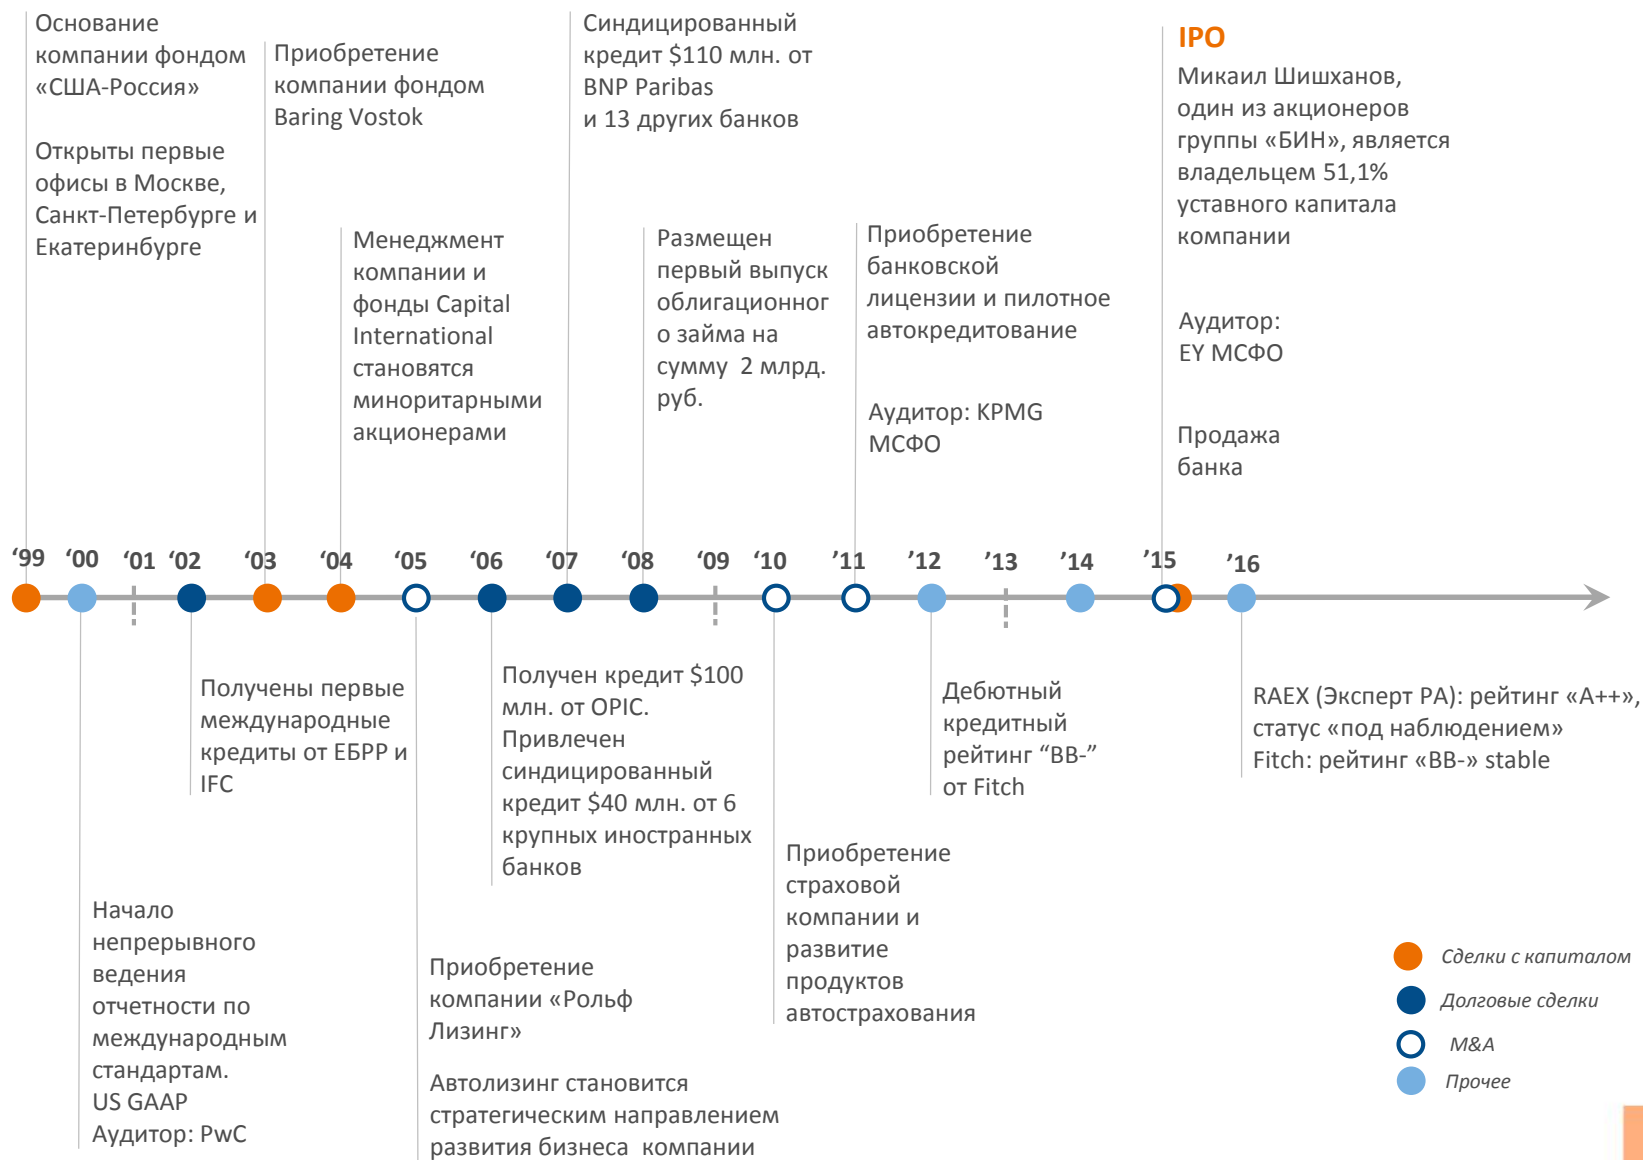 Основание
компании фондом
«США-Россия»
Открыты первые
офисы в Москве,
Санкт-Петербурге и
Екатеринбурге
Приобретение
компании фондом
Baring Vostok
Менеджмент
компании и
фонды Capital
International
становятся
миноритарными
акционерами
Синдицированный
кредит $110 млн. от
BNP Paribas
и 13 других банков
Размещен
первый выпуск
облигационног
о займа на
сумму 2 млрд.
руб.
Приобретение
банковской
лицензии и пилотное
автокредитование
Аудитор: KPMG
МСФО
IPO
Микаил Шишханов,
один из акционеров
группы «БИН», является
владельцем 51,1%
уставного капитала
компании
Аудитор:
EY МСФО
Продажа
банка
‘99 ‘00 ‘01 ‘02 ‘03 ‘04 ‘05 ‘06 ‘07 ‘08 ‘09 ‘10 ’11 ’12 ’13 ’14 ’15 ’16
Начало
непрерывного
ведения
отчетности по
международным
стандартам.
US GAAP
Аудитор: PwC
Получены первые
международные
кредиты от ЕБРР и
IFC
Приобретение
компании «Рольф
Лизинг»
Автолизинг становится
стратегическим направлением
развития бизнеса компании
Получен кредит $100
млн. от OPIC.
Привлечен
синдицированный
кредит $40 млн. от 6
крупных иностранных
банков
Приобретение
страховой
компании и
развитие
продуктов
автострахования
Дебютный
кредитный
рейтинг “BB-”
от Fitch
RAEX (Эксперт РА): рейтинг «А++»,
статус «под наблюдением»
Fitch: рейтинг «BB-» stable
Сделки с капиталом
Долговые сделки
M&A
Прочее